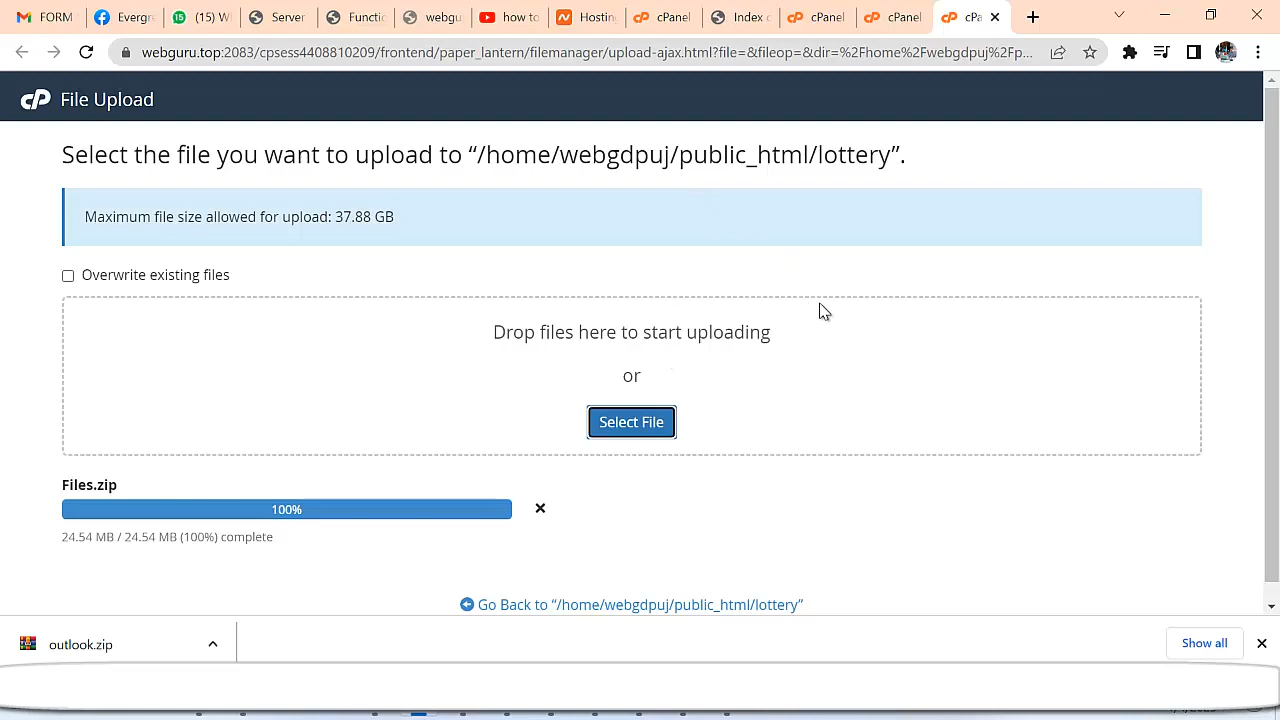 FORM
Evergr
(15) W
Server
Functio
webgu
how to
Hosting
cPanel
Index o
cPanel
cPanel
cPa
webguru.top:2083/cpsess4408810209/frontend/paper_lantern/filemanager/upload-ajax.html?file=&fileop=&dir=%2Fhome%2Fwebgdpuj%2Fp...
cP File Upload
Select the file you want to upload to “/home/webgdpuj/public_html/lottery”.
Maximum file size allowed for upload: 37.88 GB
Overwrite existing files
Drop files here to start uploading
or
Select File
Files.zip
100%
24.54 MB / 24.54 MB (100%) complete
Go Back to “/home/webgdpuj/public_html/lottery”
outlook.zip
Show all